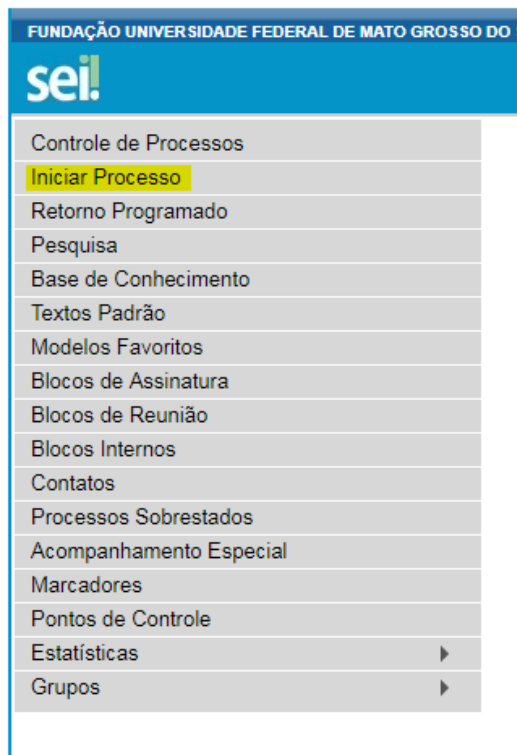 FUNDAÇÃO UNIVERSIDADE FEDERAL DE MATO GROSSO DO
sei!
Controle de Processos
Iniciar Processo
Retorno Programado
Pesquisa
Base de Conhecimento
Textos Padrão
Modelos Favoritos
Blocos de Assinatura
Blocos de Reunião
Blocos Internos
Contatos
Processos Sobrestados
Acompanhamento Especial
Marcadores
Pontos de Controle
Estatísticas
Grupos